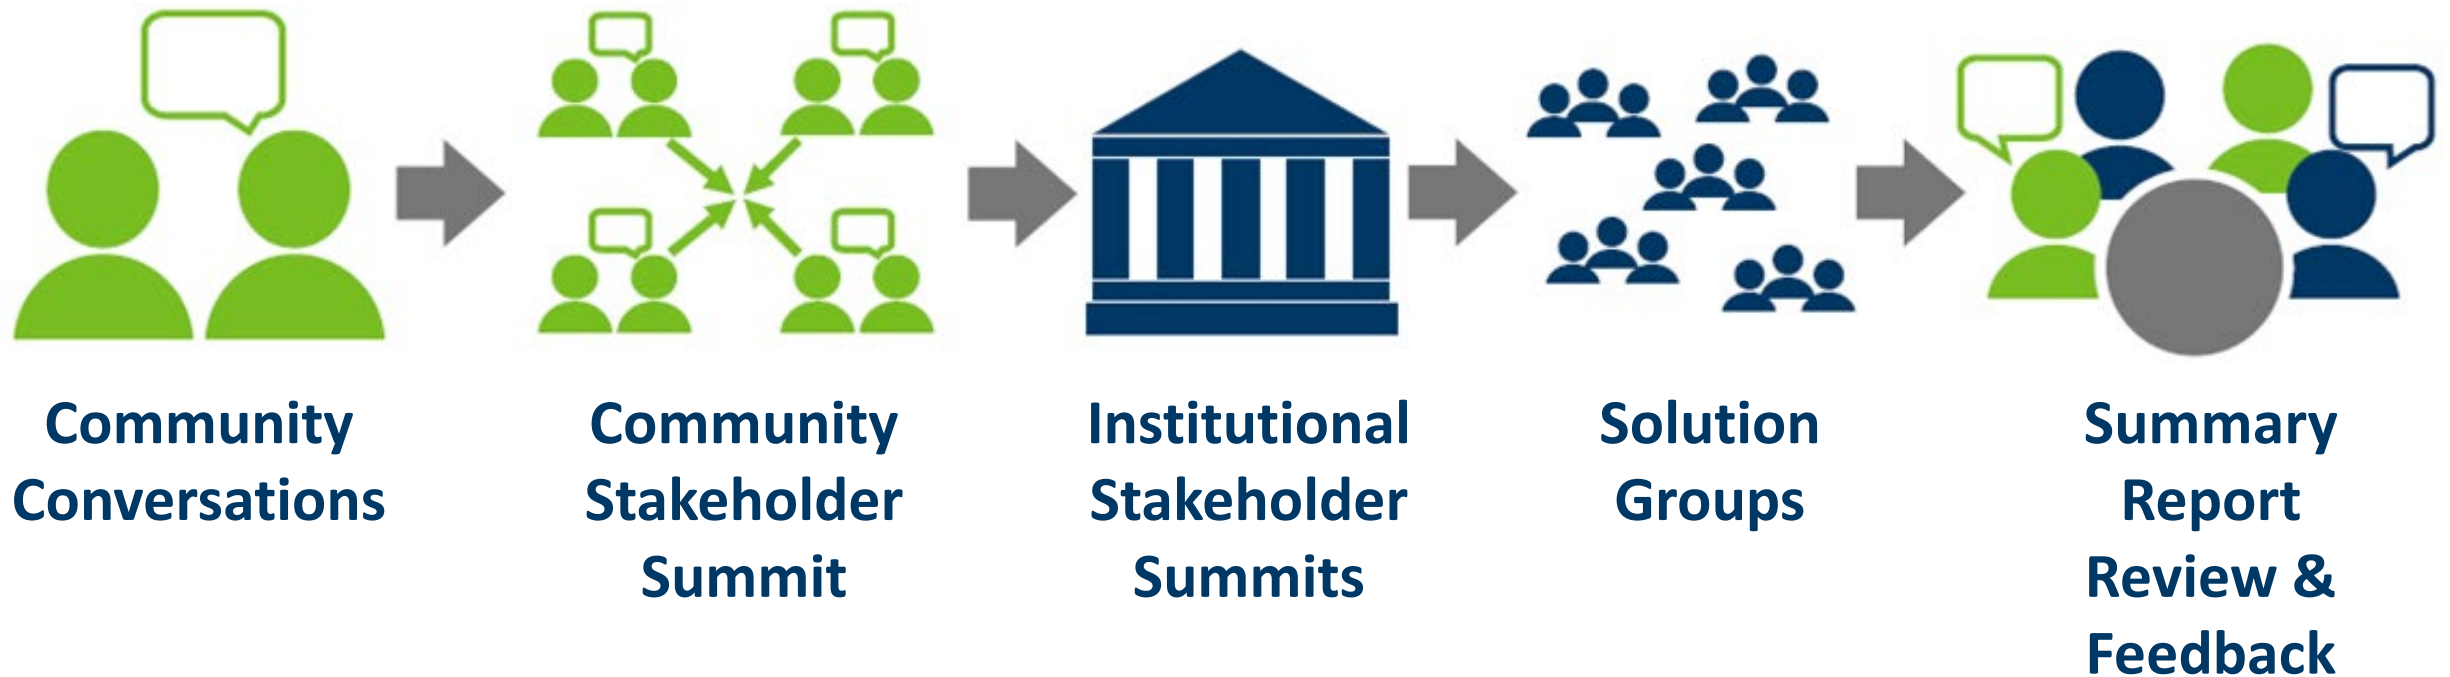 Community
Conversations
Community
Stakeholder
Summit
Institutional
Stakeholder
Summits
Solution
Groups
Summary
Report
Review &
Feedback